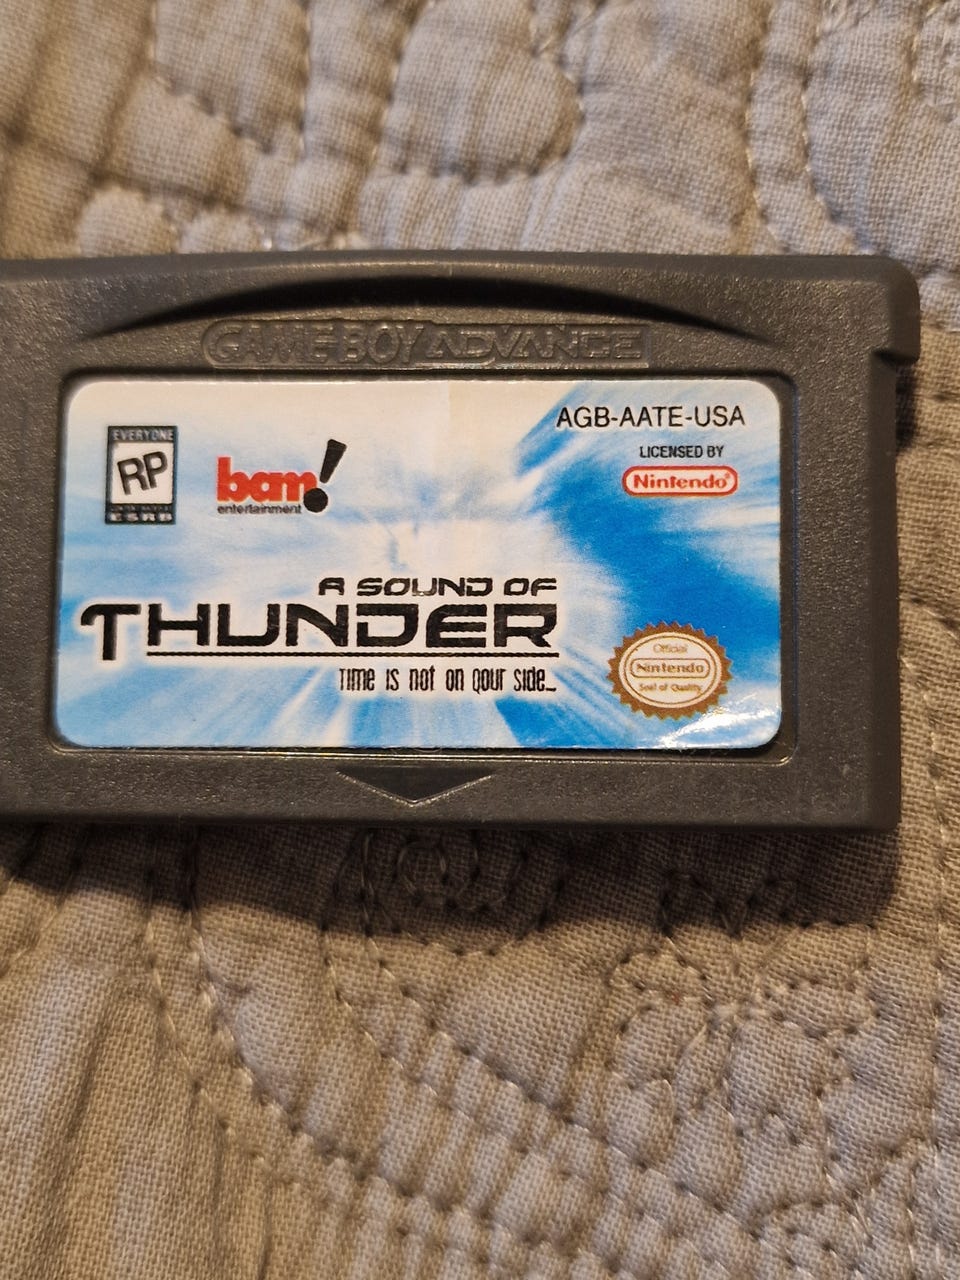 GAME BOY ADVANCE
EVERYONE
RP
ESRB
bam!
entertainment
AGB-AATE-USA
LICENSED BY
Nintendo®
A SOUND OF
THUNDER
Time is not on your side...
Official
Nintendo
Seal of Quality